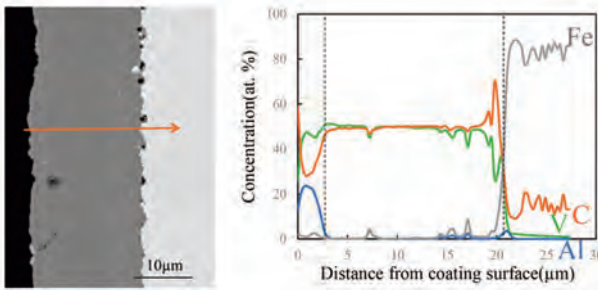 10μm
Concentration(at. %)
100
80
60
40
20
0
0 5 10 15 20 25 30
Distance from coating surface(μm)
Fe
C
V
Al